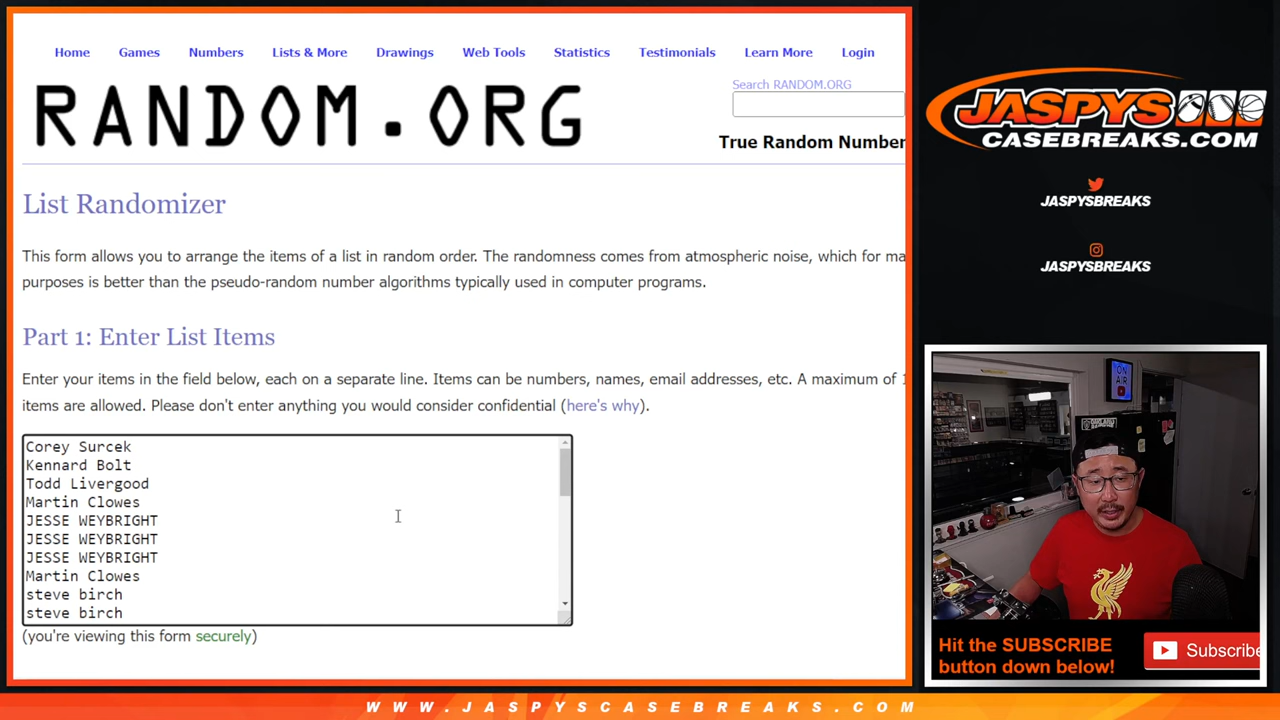 Home Games Numbers Lists & More Drawings Web Tools Statistics Testimonials Learn More Login
RANDOM.ORG
Search RANDOM.ORG
True Random Number
List Randomizer
This form allows you to arrange the items of a list in random order. The randomness comes from atmospheric noise, which for ma
purposes is better than the pseudo-random number algorithms typically used in computer programs.
Part 1: Enter List Items
Enter your items in the field below, each on a separate line. Items can be numbers, names, email addresses, etc. A maximum of 1
items are allowed. Please don't enter anything you would consider confidential (here's why).
Corey Surcek
Kennard Bolt
Todd Livergood
Martin Clowes
JESSE WEYBRIGHT
JESSE WEYBRIGHT
JESSE WEYBRIGHT
Martin Clowes
steve birch
steve birch
(you're viewing this form securely)
JASPYS
CASEBREAKS.COM
JASPYSBREAKS
JASPYSBREAKS
ON
AIR
Hit the SUBSCRIBE
button down below!
Subscribe
WWW.JASPYSCASEBREAKS.COM